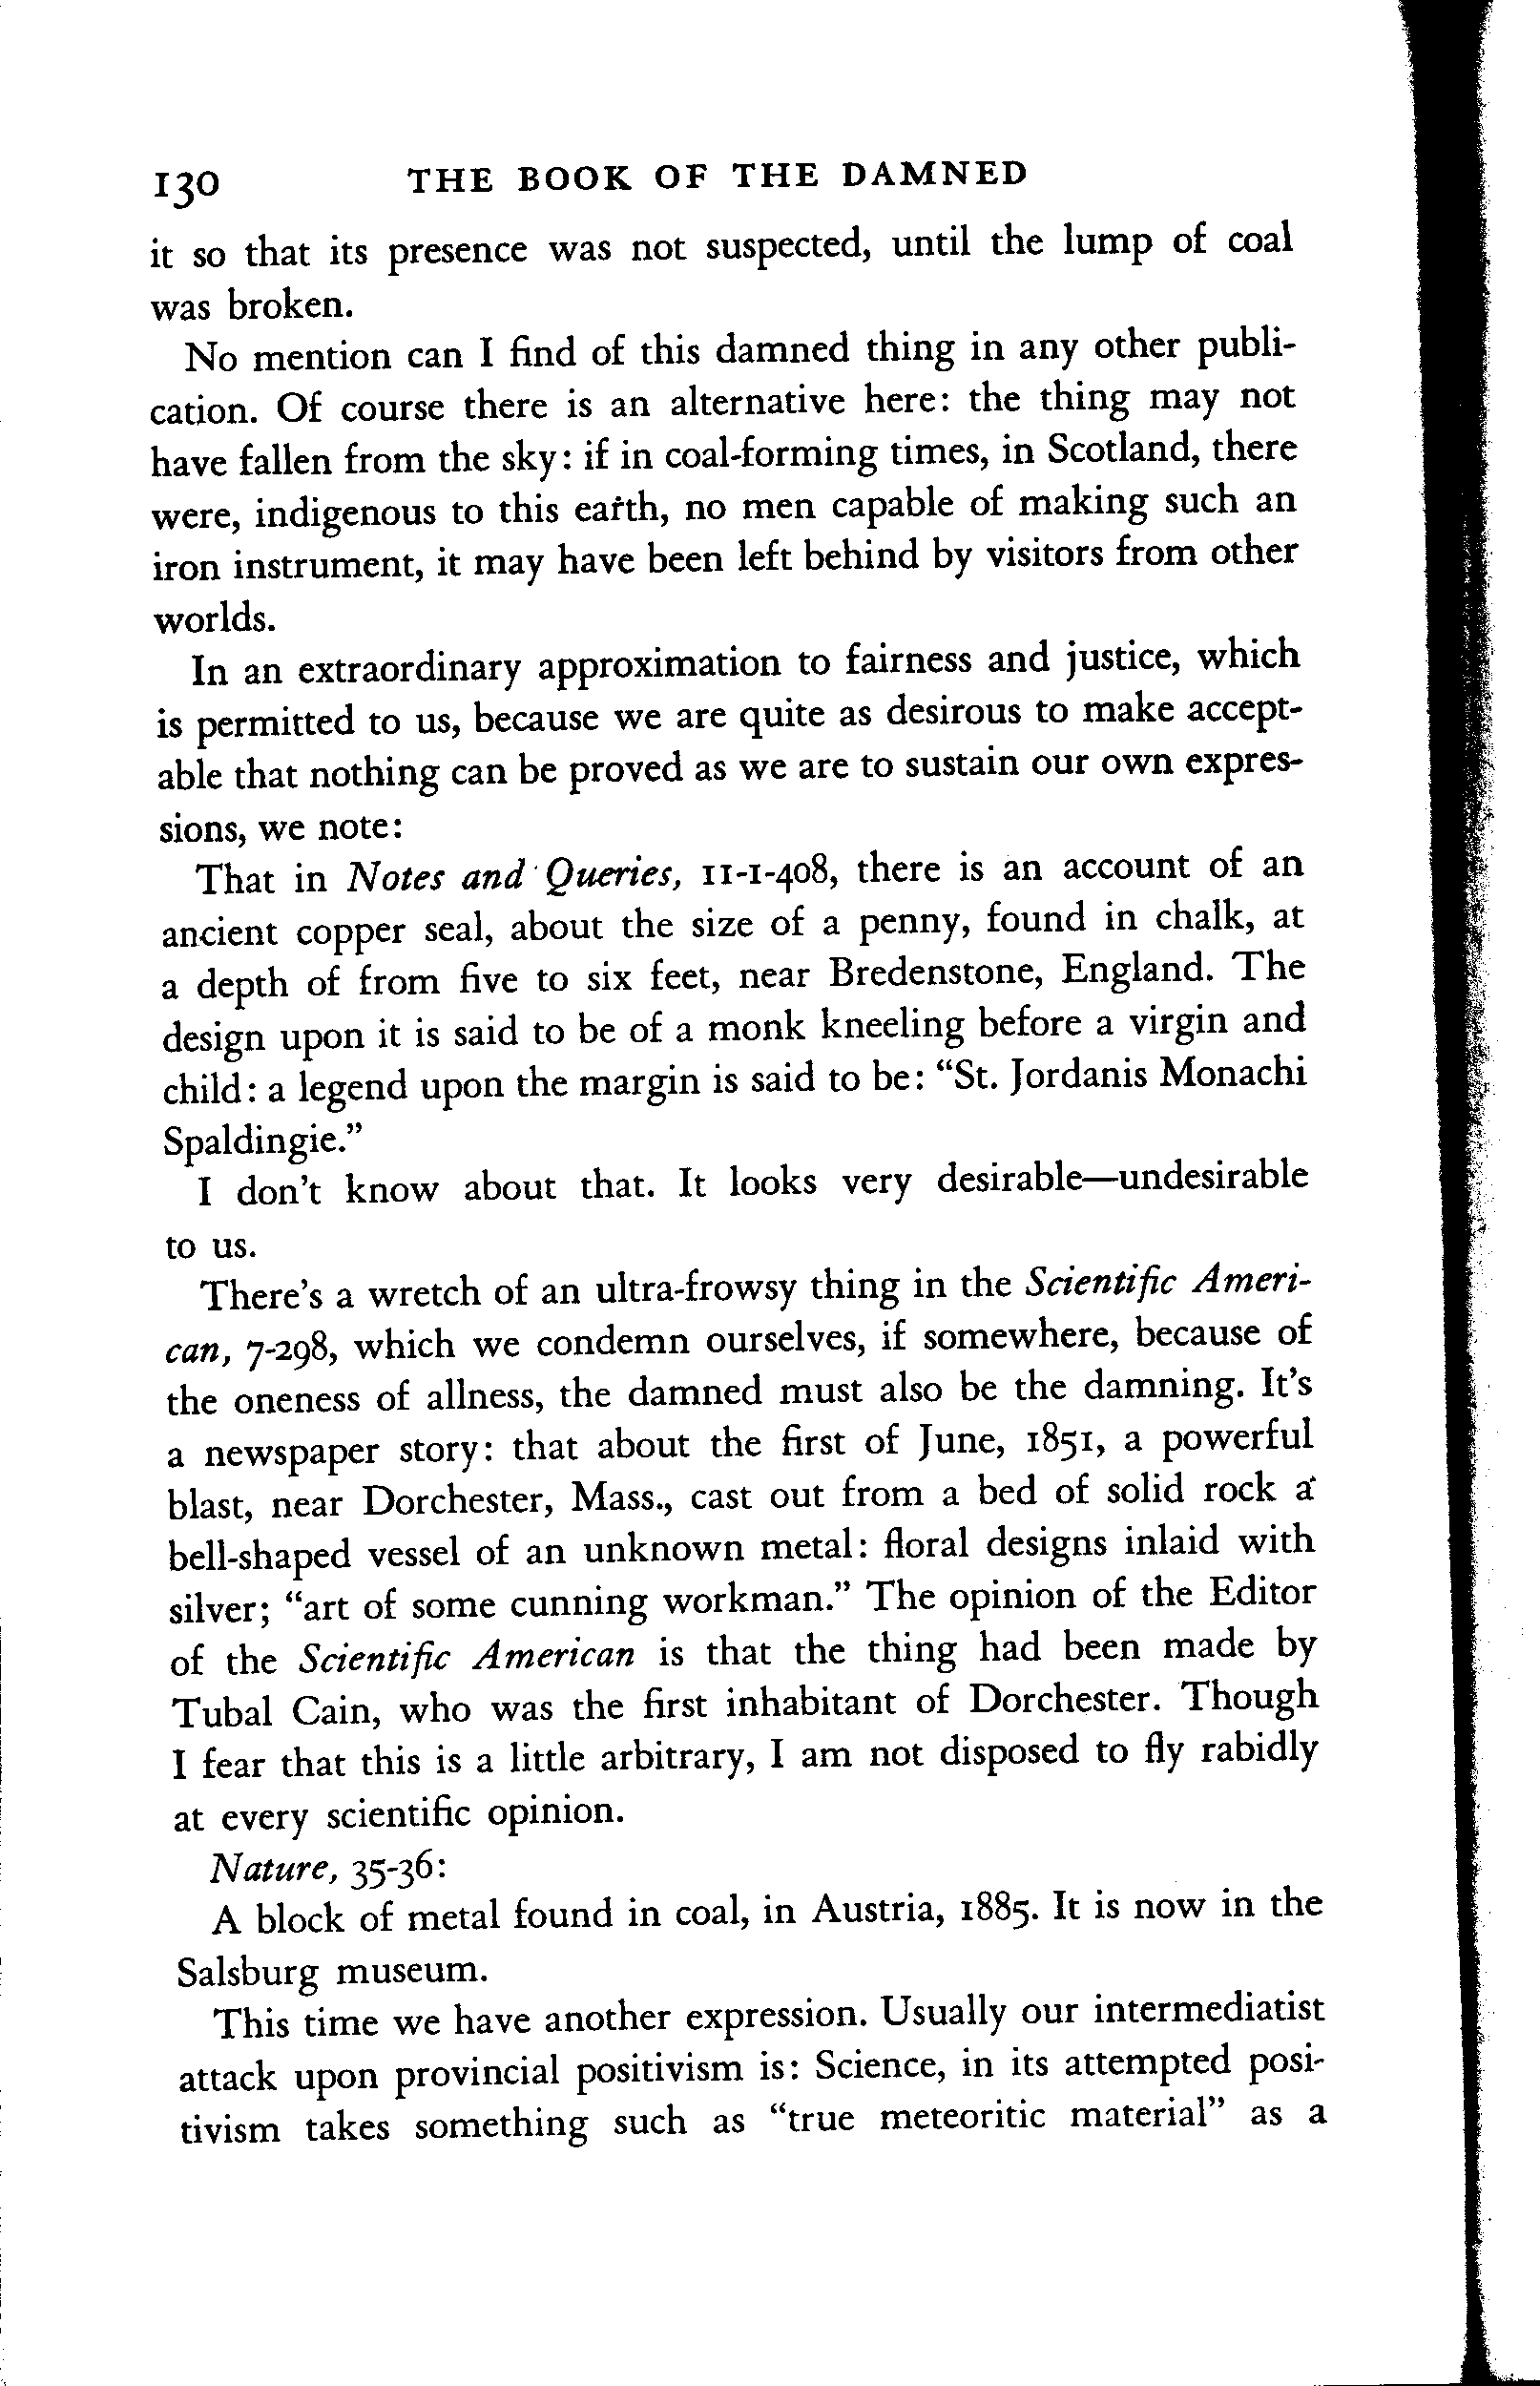 130 THE BOOK OF THE DAMNED
it so that its presence was not suspected, until the lump of coal
was broken.
No mention can I find of this damned thing in any other publi-
cation. Of course there is an alternative here: the thing may not
have fallen from the sky: if in coal-forming times, in Scotland, there
were, indigenous to this earth, no men capable of making such an
iron instrument, it may have been left behind by visitors from other
worlds.
In an extraordinary approximation to fairness and justice, which
is permitted to us, because we are quite as desirous to make accept-
able that nothing can be proved as we are to sustain our own expres-
sions, we note:
That in Notes and Queries, 11-1-408, there is an account of an
ancient copper seal, about the size of a penny, found in chalk, at
a depth of from five to six feet, near Bredenstone, England. The
design upon it is said to be of a monk kneeling before a virgin and
child: a legend upon the margin is said to be: “St. Jordanis Monachi
Spaldingie.”
I don't know about that. It looks very desirable—undesirable
to us.
There's a wretch of an ultra-frowsy thing in the Scientific Ameri-
can, 7-298, which we condemn ourselves, if somewhere, because of
the oneness of allness, the damned must also be the damning. It's
a newspaper story: that about the first of June, 1851, a powerful
blast, near Dorchester, Mass., cast out from a bed of solid rock a
bell-shaped vessel of an unknown metal: floral designs inlaid with
silver; “art of some cunning workman.” The opinion of the Editor
of the Scientific American is that the thing had been made by
Tubal Cain, who was the first inhabitant of Dorchester. Though
I fear that this is a little arbitrary, I am not disposed to fly rabidly
at every scientific opinion.
Nature, 35-36:
A block of metal found in coal, in Austria, 1885. It is now in the
Salsburg museum.
This time we have another expression. Usually our intermediatist
attack upon provincial positivism is: Science, in its attempted posi-
tivism takes something such as “true meteoritic material” as a